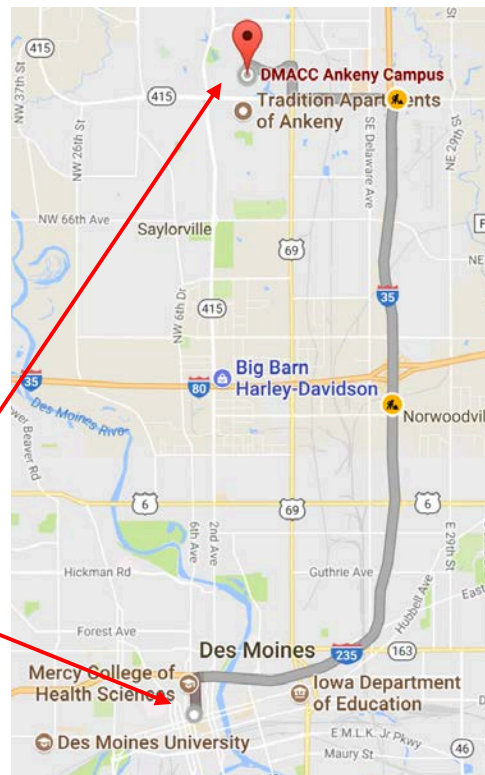 415
NW 37th St
DMACC Ankeny Campus
415
Tradition Apartments
of Ankeny
NW 26th St
SE Delaware Ave
NE 29th St
NW 66th Ave
F
Saylorville
69
NE
NW 6th Dr
415
35
Big Barn
Harley-Davidson
35
80
Des Moines River
Norwoodvil
wer Beaver Rd
6
69
6
6th Ave
2nd Ave
E 29th St
Hickman Rd
Guthrie Ave
Hubbell Ave
East
Forest Ave
Des Moines
235
163
Mercy College of
Health Sciences
Iowa Department
of Education
Des Moines University
E M.L.K. Jr Pkwy
Maury St
46